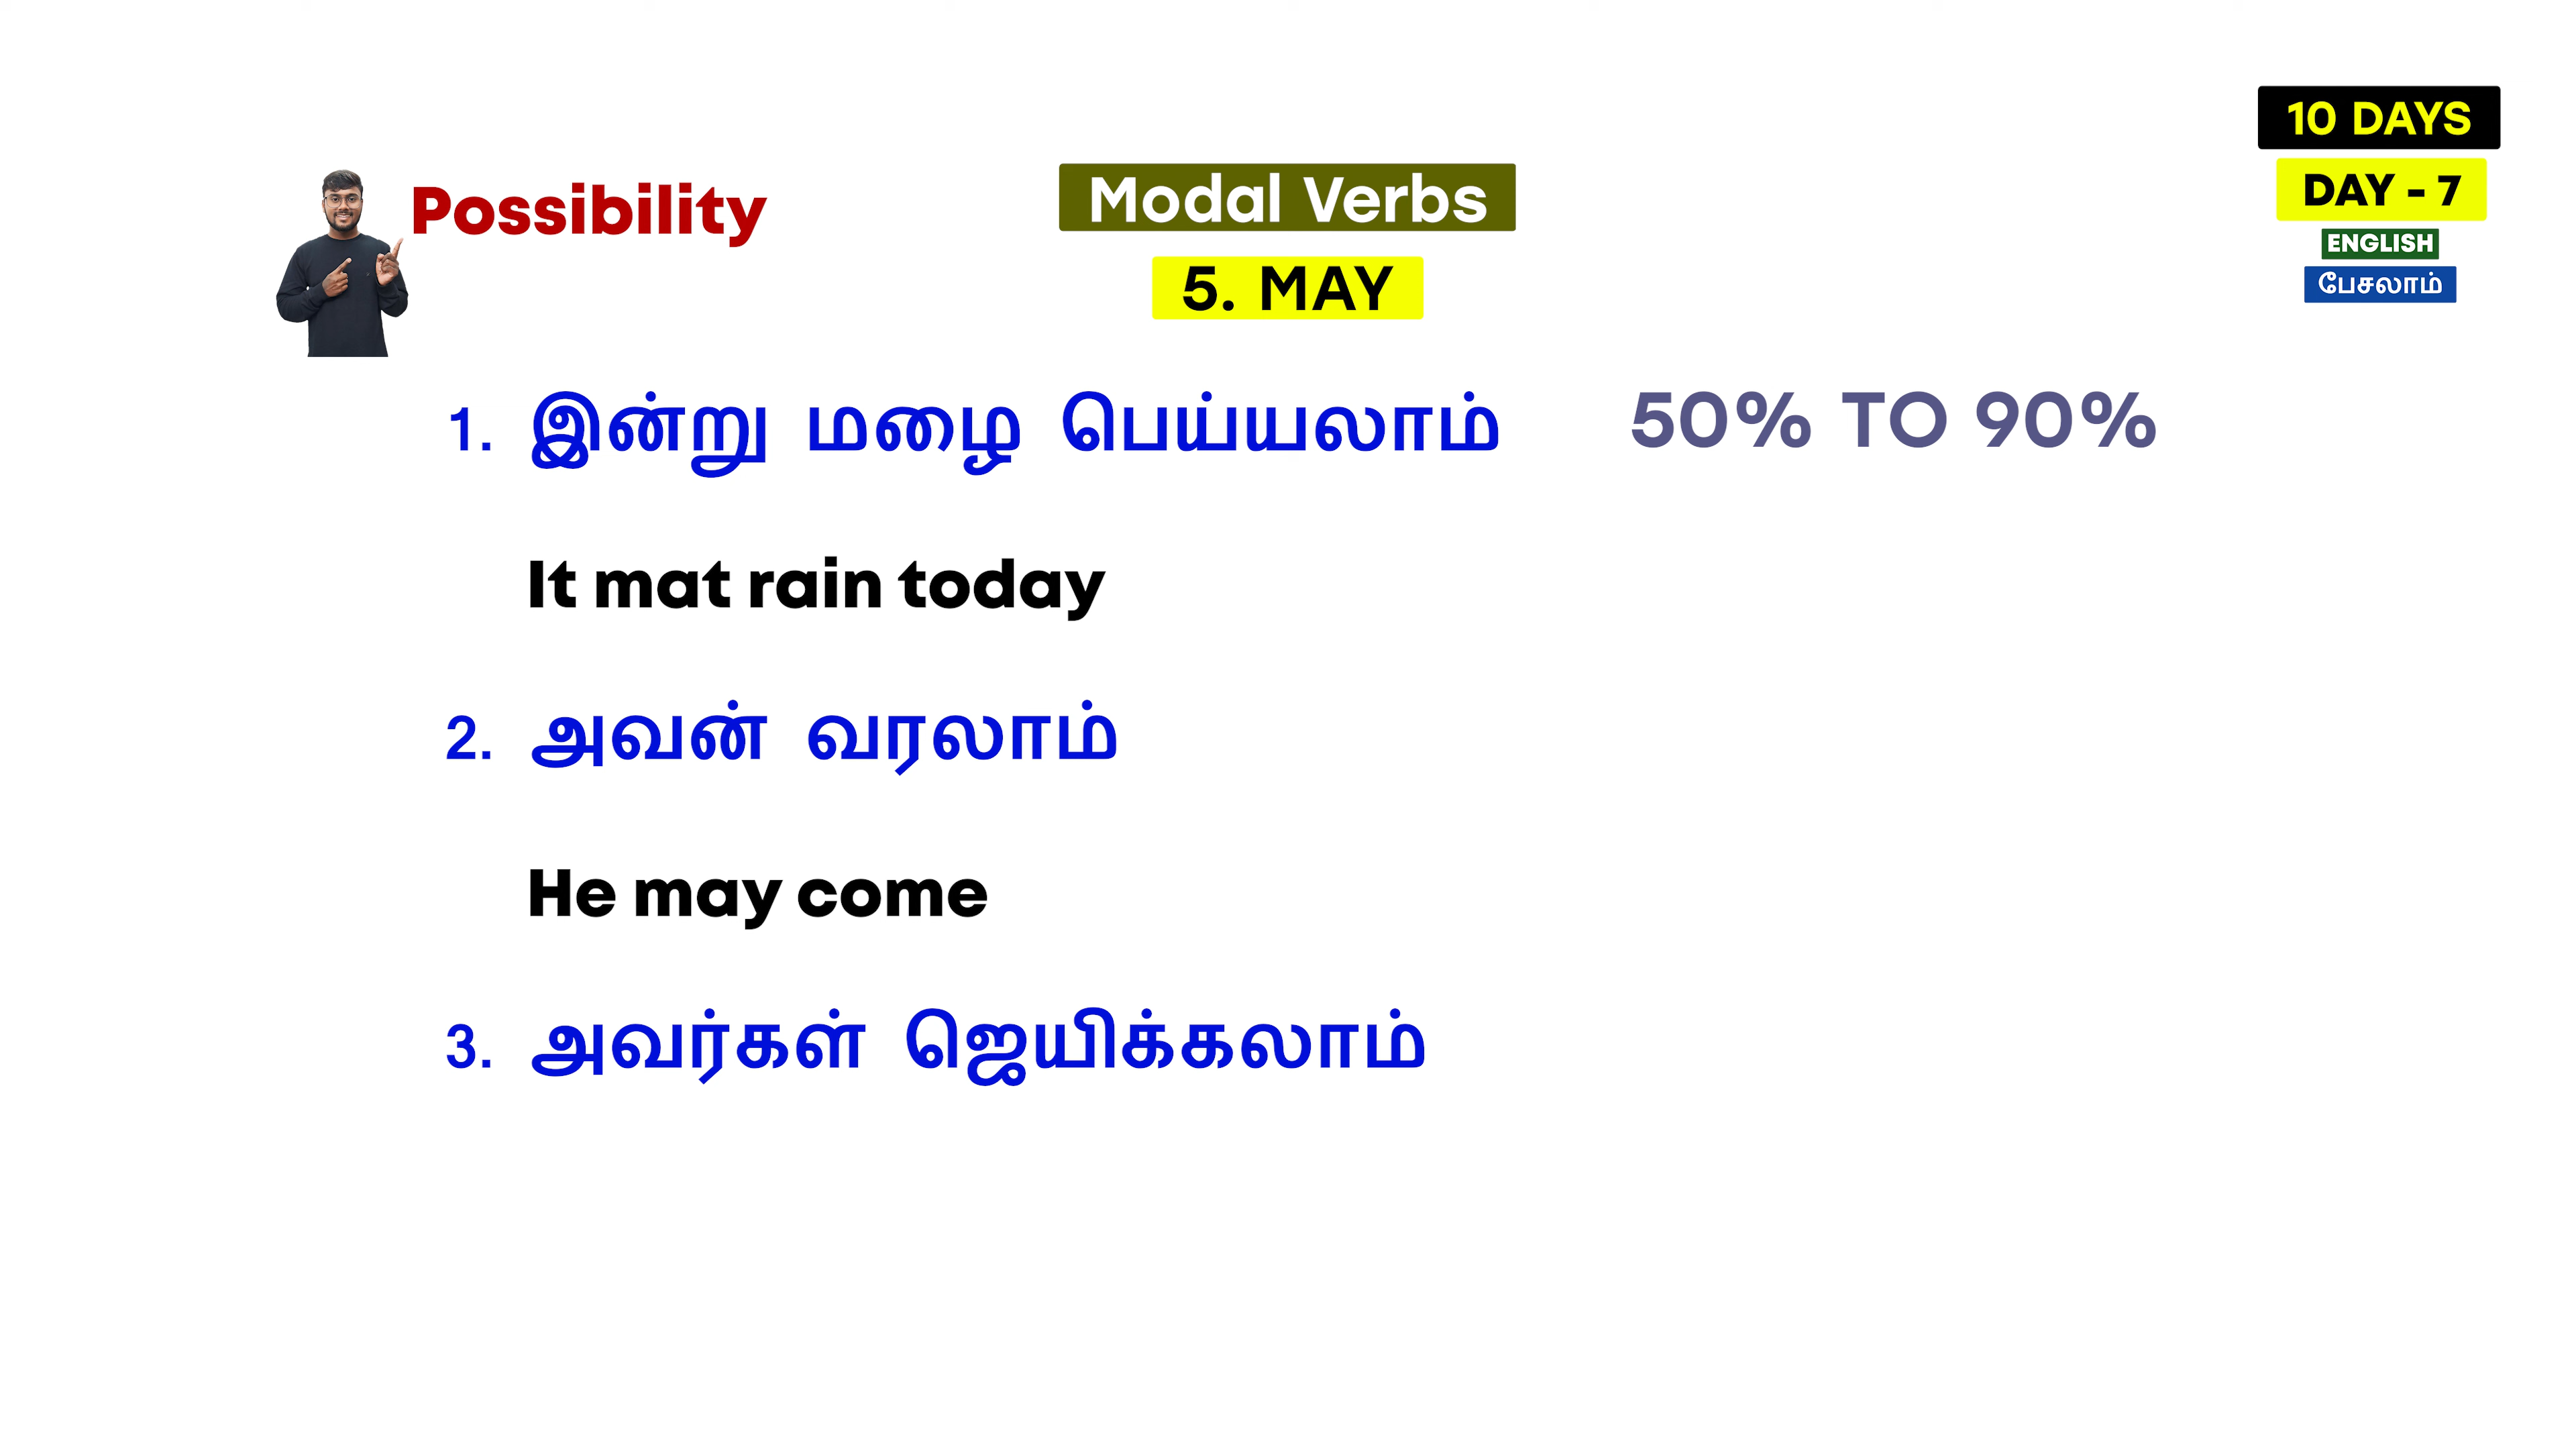 10 DAYS
DAY - 7
ENGLISH
பேசலாம்
Possibility
Modal Verbs
5. MAY
1. இன்று மழை பெய்யலாம் 50% TO 90%
It mat rain today
2. அவன் வரலாம்
He may come
3. அவர்கள் ஜெயிக்கலாம்